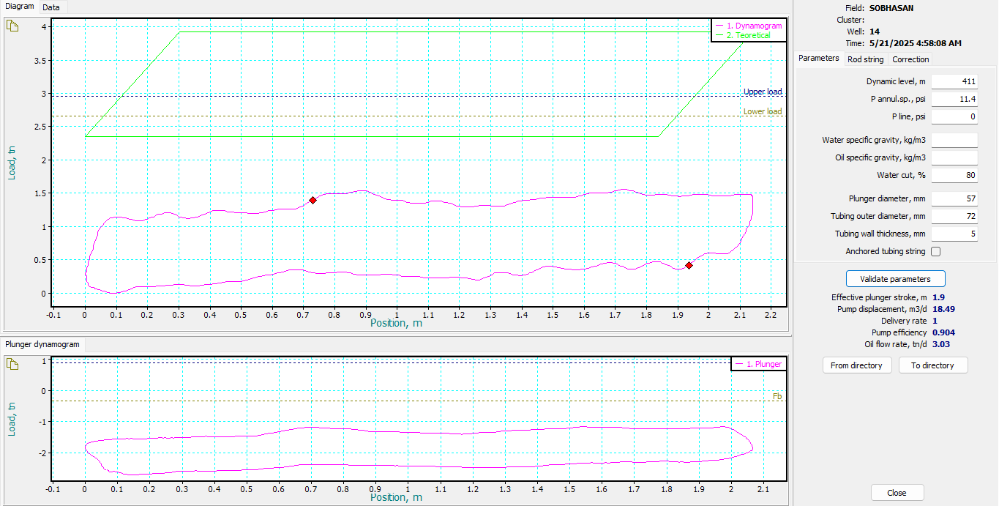 Diagram Data
4
3.5
3
2.5
2
1.5
1
0.5
0
Load, tn
1. Dynamogram
2. Teoretical
Upper load
Lower load
-0.1 0 0.1 0.2 0.3 0.4 0.5 0.6 0.7 0.8 0.9 1 1.1 1.2 1.3 1.4 1.5 1.6 1.7 1.8 1.9 2 2.1 2.2
Position, m
Plunger dynamogram
1
0
-1
-2
Load, tn
1. Plunger
Fb
-0.1 0 0.1 0.2 0.3 0.4 0.5 0.6 0.7 0.8 0.9 1 1.1 1.2 1.3 1.4 1.5 1.6 1.7 1.8 1.9 2 2.1
Position, m
Field: SOBHASAN
Cluster:
Well: 14
Time: 5/21/2025 4:58:08 AM
Parameters Rod string Correction
Dynamic level, m 411
P annul.sp., psi 11.4
P line, psi 0
Water specific gravity, kg/m3
Oil specific gravity, kg/m3
Water cut, % 80
Plunger diameter, mm 57
Tubing outer diameter, mm 72
Tubing wall thickness, mm 5
Anchored tubing string
Validate parameters
Effective plunger stroke, m 1.9
Pump displacement, m3/d 18.49
Delivery rate 1
Pump efficiency 0.904
Oil flow rate, tn/d 3.03
From directory To directory
Close